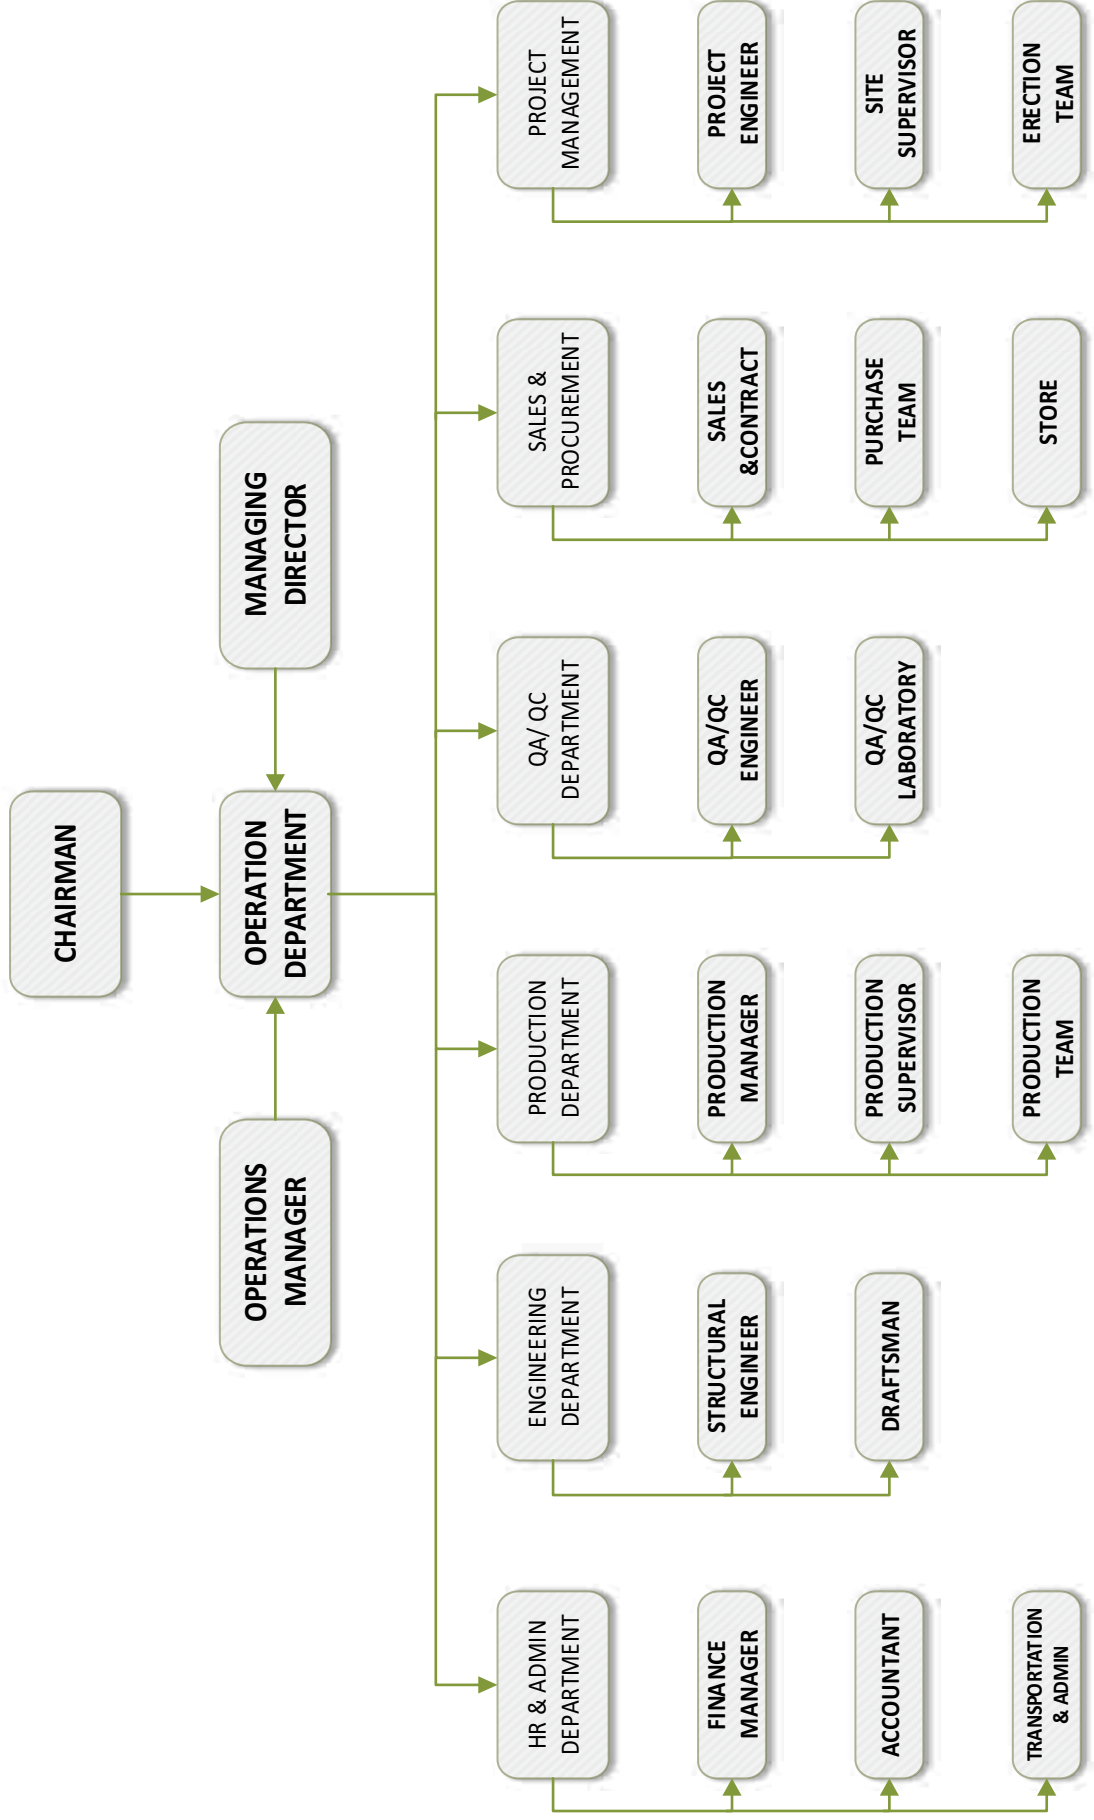 CHAIRMAN
OPERATIONS
MANAGER
OPERATION
DEPARTMENT
MANAGING
DIRECTOR
HR & ADMIN
DEPARTMENT
ENGINEERING
DEPARTMENT
PRODUCTION
DEPARTMENT
QA/ QC
DEPARTMENT
SALES &
PROCUREMENT
PROJECT
MANAGEMENT
FINANCE
MANAGER
STRUCTURAL
ENGINEER
PRODUCTION
MANAGER
QA/QC
ENGINEER
SALES
&CONTRACT
PROJECT
ENGINEER
ACCOUNTANT
DRAFTSMAN
PRODUCTION
SUPERVISOR
QA/QC
LABORATORY
PURCHASE
TEAM
SITE
SUPERVISOR
TRANSPORTATION
& ADMIN
PRODUCTION
TEAM
STORE
ERECTION
TEAM